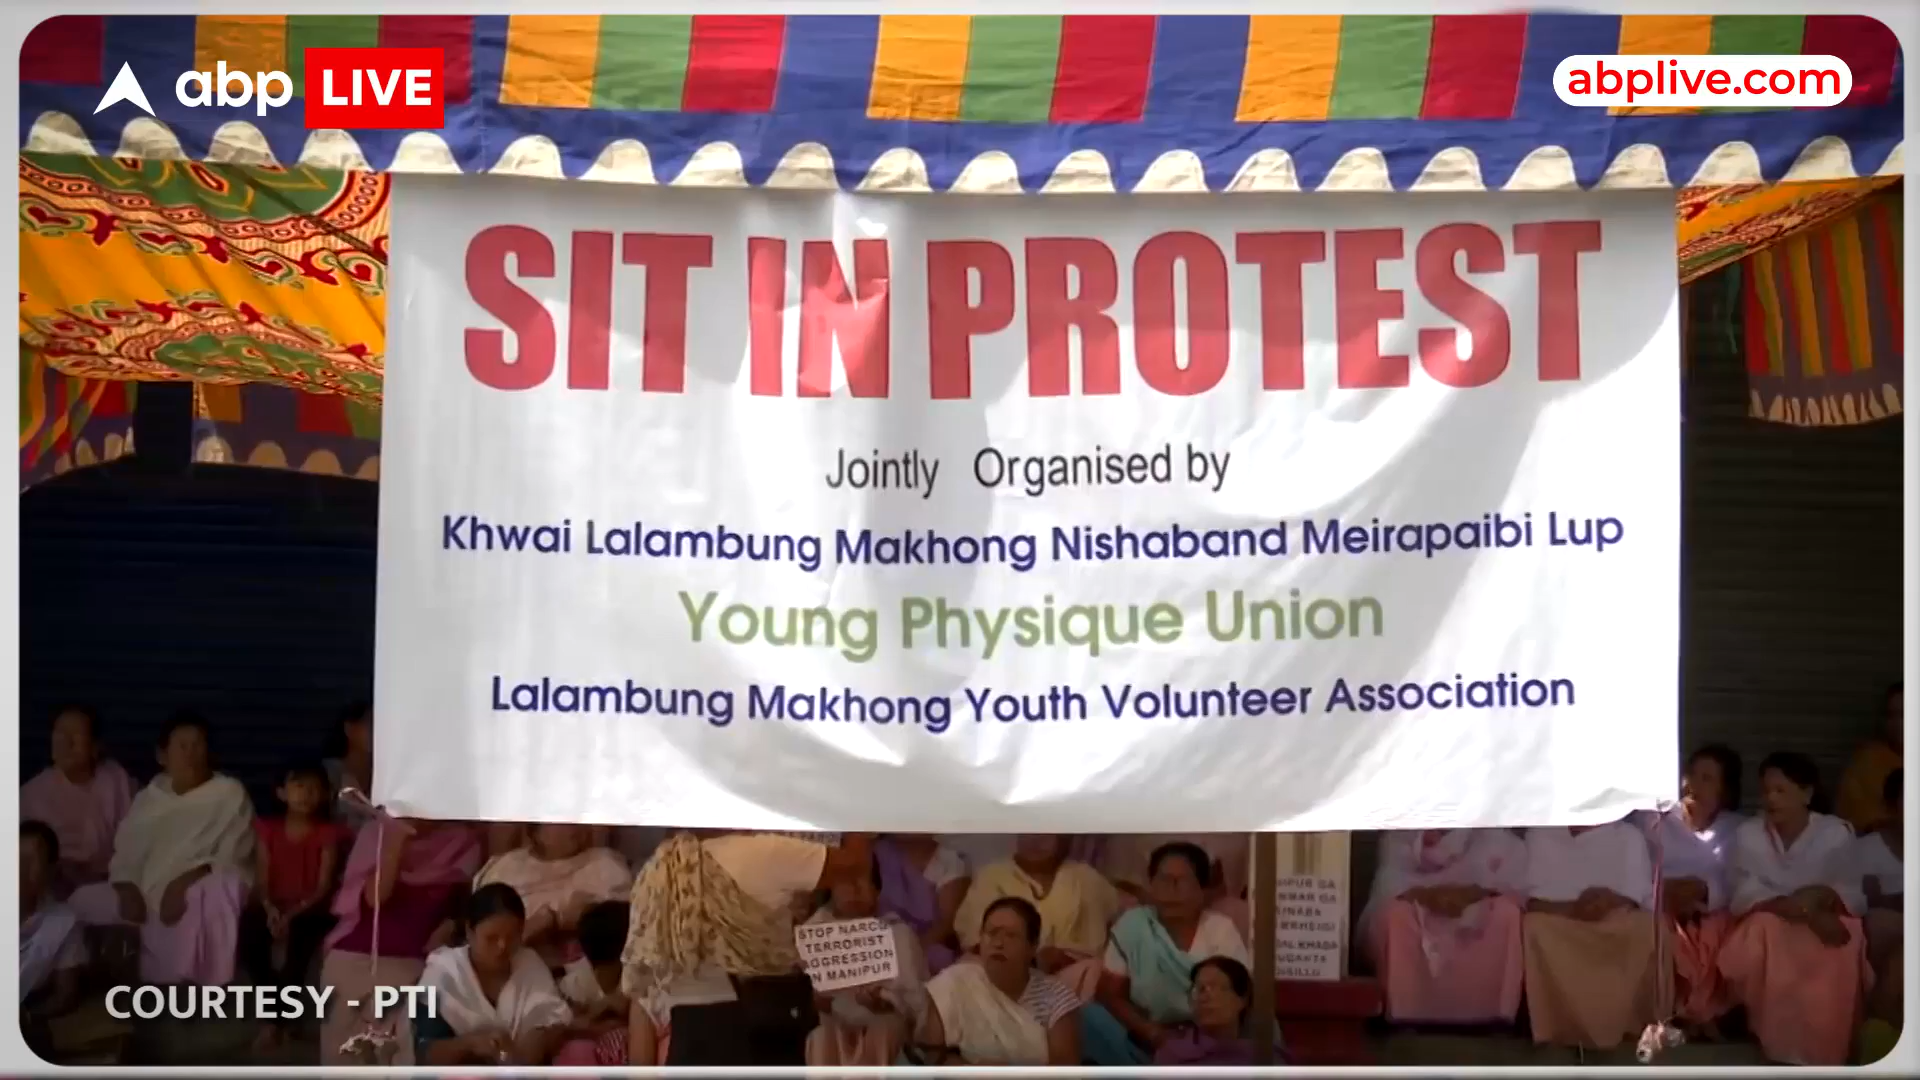 abp LIVE
abplive.com
SIT IN PROTEST
Jointly Organised by
Khwai Lalambung Makhong Nishaband Meirapaibi Lup
Young Physique Union
Lalambung Makhong Youth Volunteer Association
STOP NARCO
TERRORIST
AGGRESSION
IN MANIPUR
COURTESY - PTI